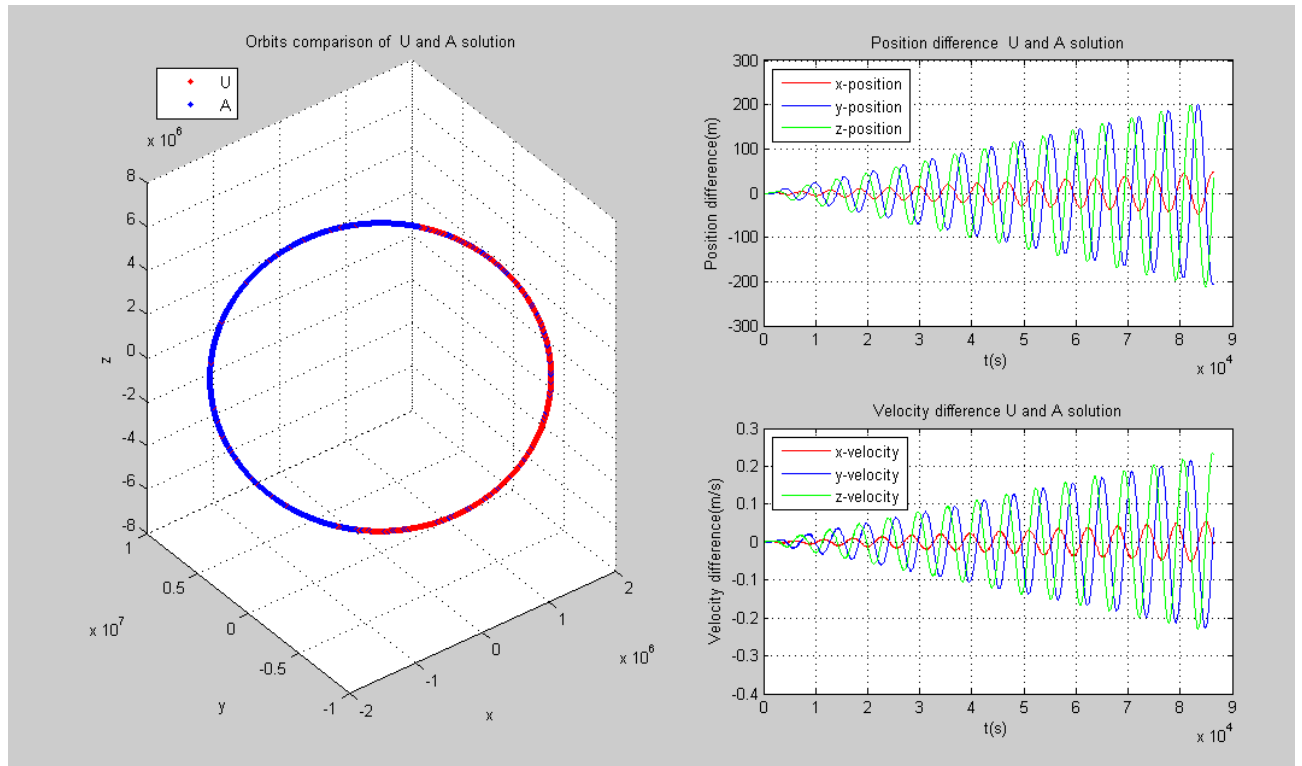 Orbits comparison of U and A solution
U
A
x 10^6
8
6
4
2
0
-2
-4
-6
-8
z
1
0.5
0
-0.5
-1
x 10^7
y
-2
-1
0
1
2
x 10^6
x
Position difference U and A solution
x-position
y-position
z-position
300
200
100
0
-100
-200
-300
Position difference(m)
0 1 2 3 4 5 6 7 8 9
t(s)
x 10^4
Velocity difference U and A solution
x-velocity
y-velocity
z-velocity
0.3
0.2
0.1
0
-0.1
-0.2
-0.3
-0.4
Velocity difference(m/s)
0 1 2 3 4 5 6 7 8 9
t(s)
x 10^4